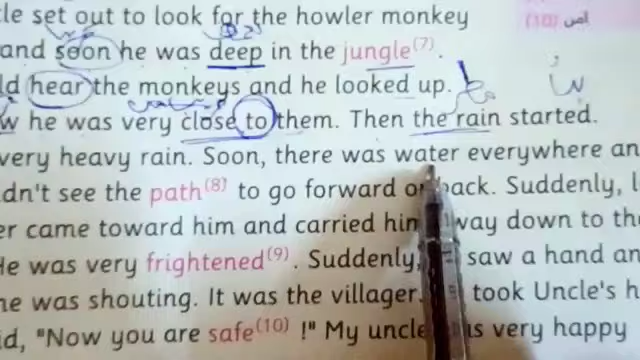 le set out to look for the howler monkey
and soon he was deep in the jungle(7).
ld hear the monkeys and he looked up.
w he was very close to them. Then the rain started.
very heavy rain. Soon, there was water everywhere an
dn't see the path(8) to go forward or back. Suddenly, l
er came toward him and carried him away down to th
He was very frightened(9). Suddenly, saw a hand an
he was shouting. It was the villager. took Uncle's h
id, "Now you are safe(10) !" My uncle was very happy
(10) آمن